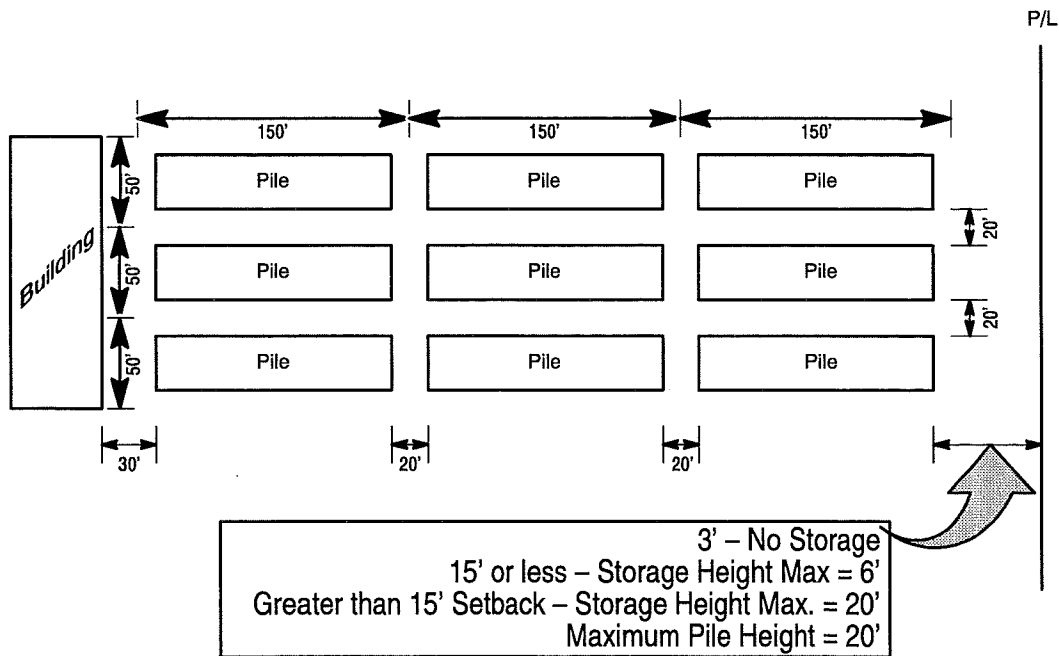 P/L
150'
150'
150'
Building
50'
50'
50'
Pile
Pile
Pile
20'
Pile
Pile
Pile
20'
Pile
Pile
Pile
30'
20'
20'
3' – No Storage
15' or less – Storage Height Max = 6'
Greater than 15' Setback – Storage Height Max. = 20'
Maximum Pile Height = 20'